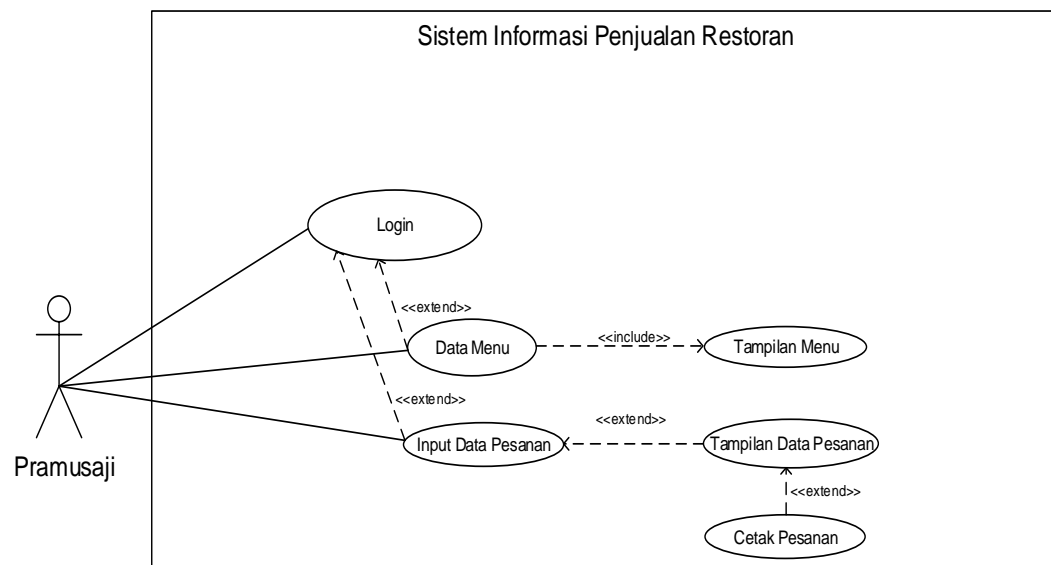 Sistem Informasi Penjualan Restoran
Login
<<extend>>
Data Menu
<<include>>
Tampilan Menu
<<extend>>
Input Data Pesanan
<<extend>>
Tampilan Data Pesanan
<<extend>>
Cetak Pesanan
Pramusaji